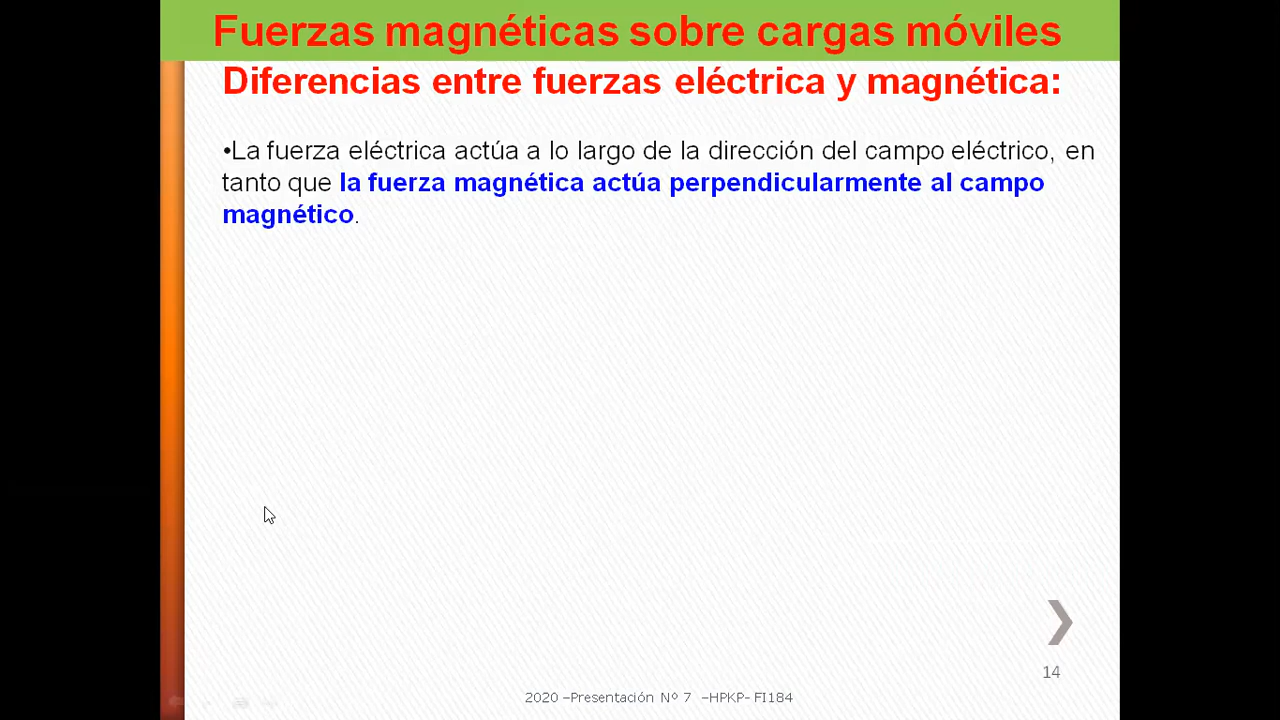 Fuerzas magnéticas sobre cargas móviles
Diferencias entre fuerzas eléctrica y magnética:
•La fuerza eléctrica actúa a lo largo de la dirección del campo eléctrico, en
tanto que la fuerza magnética actúa perpendicularmente al campo
magnético.
14
2020 –Presentación Nº 7 –HPKP- FI184